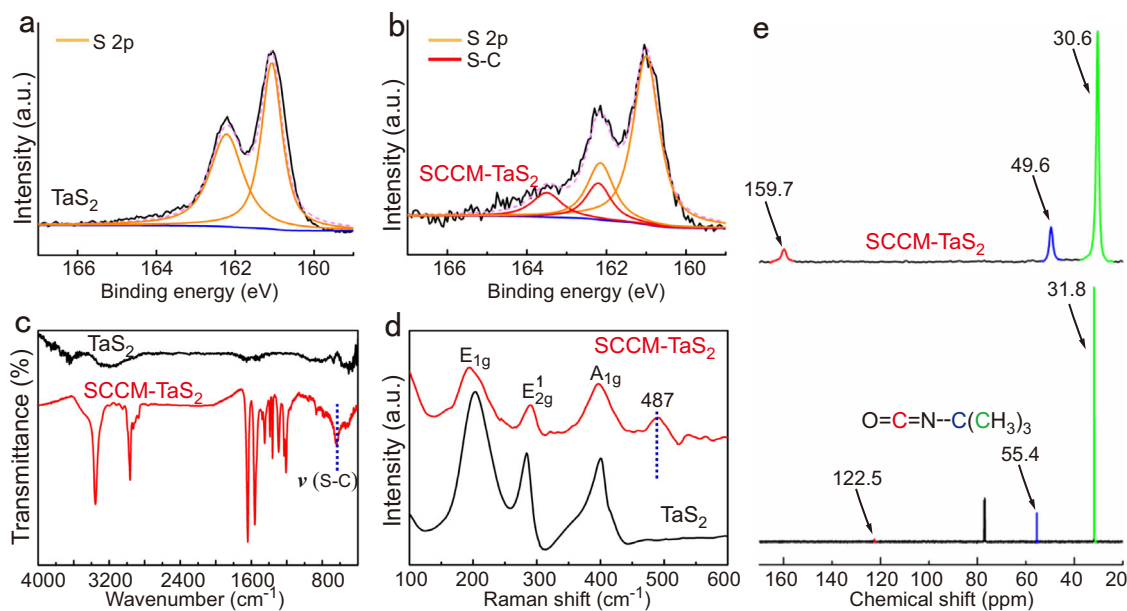 a
S 2p
TaS2
Intensity (a.u.)
166 164 162 160
Binding energy (eV)
b
S 2p
S-C
SCCM-TaS2
Intensity (a.u.)
166 164 162 160
Binding energy (eV)
c
TaS2
SCCM-TaS2
ν (S-C)
Transmittance (%)
4000 3200 2400 1600 800
Wavenumber (cm-1)
d
SCCM-TaS2
E1g
E12g
A1g
487
TaS2
Intensity (a.u.)
100 200 300 400 500 600
Raman shift (cm-1)
e
30.6
49.6
159.7
SCCM-TaS2
31.8
O=C=N--C(CH3)3
55.4
122.5
160 120 80 60 40 20
Chemical shift (ppm)